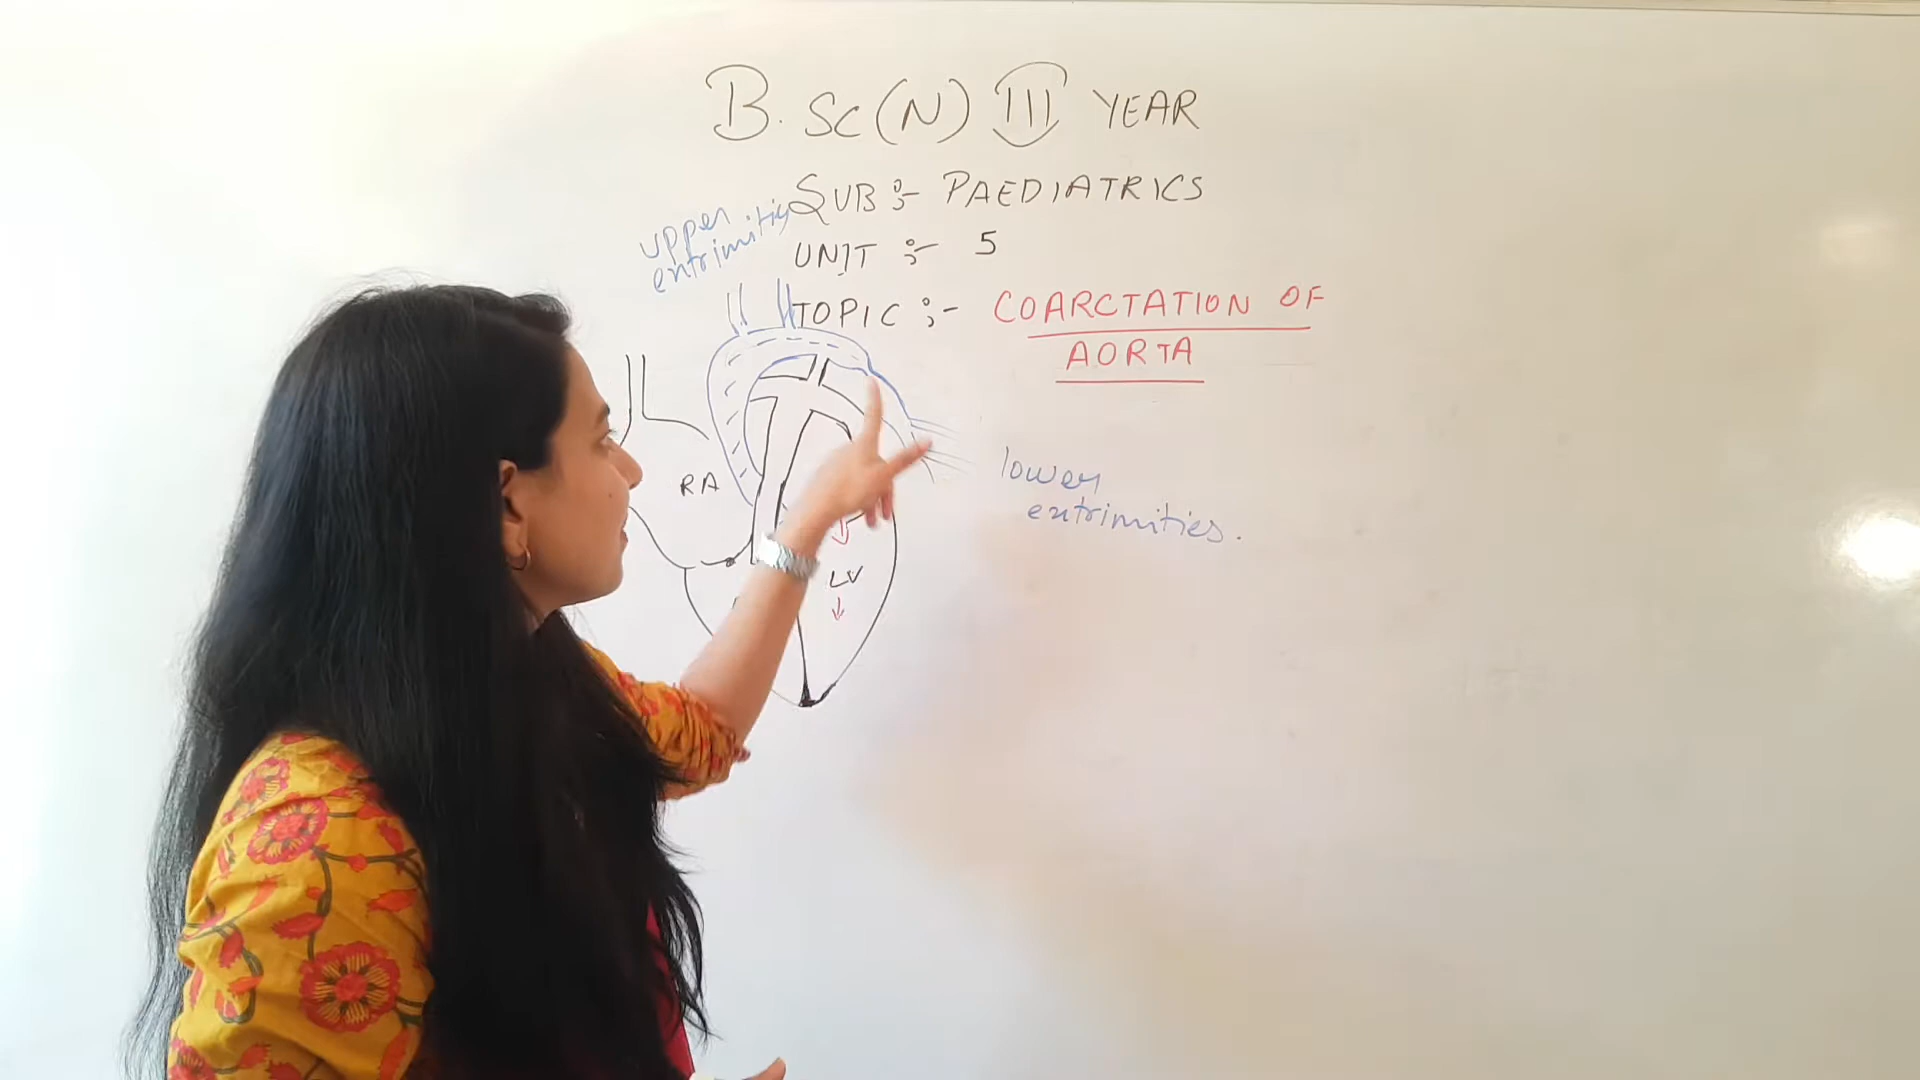 B.Sc(N) III YEAR
SUB :- PAEDIATRICS
UNIT :- 5
TOPIC :- COARCTATION OF
AORTA
upper
extrimities
RA
LV
lower
extrimities.